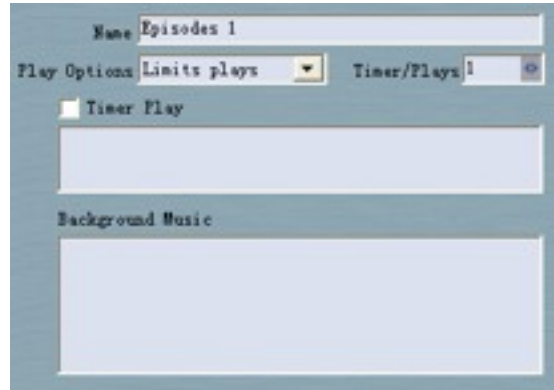 Name Episodes 1
Play Options Limits plays Timer/Plays 1
Timer Play
Background Music